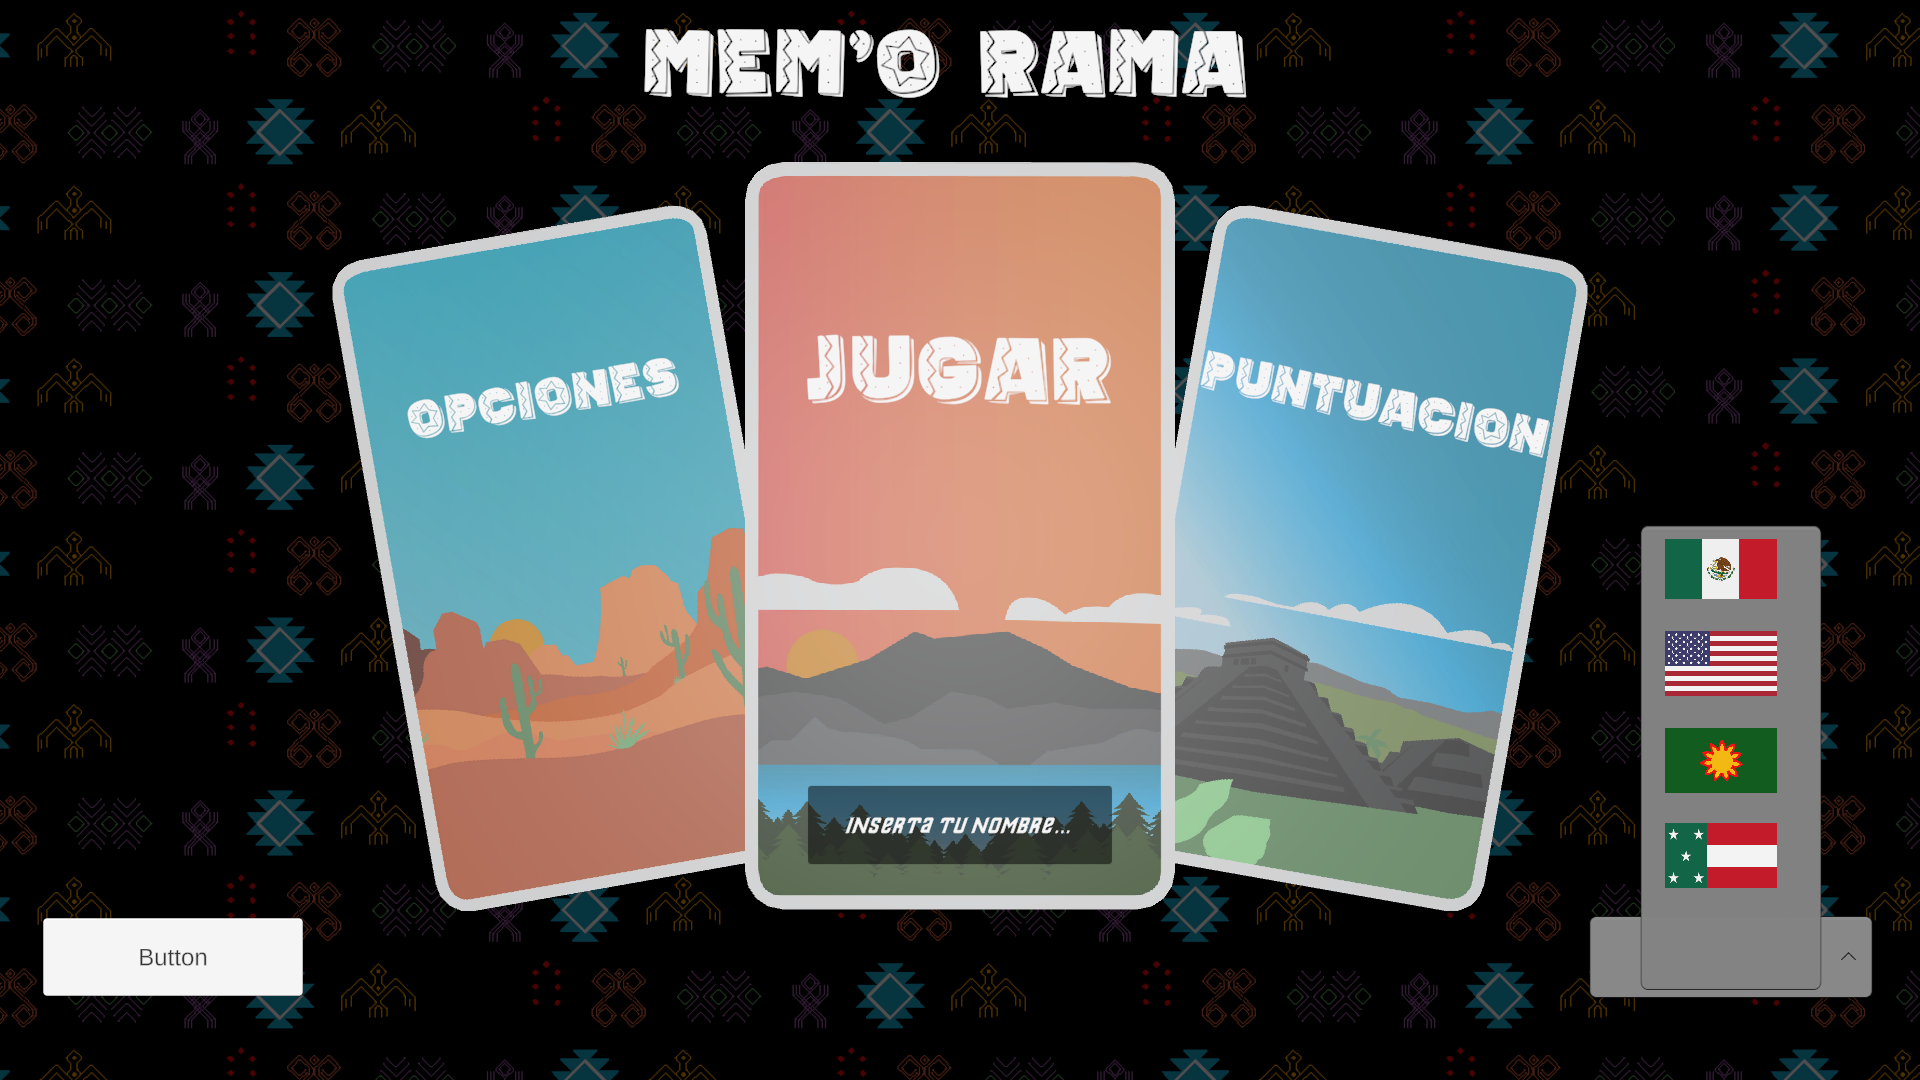 MEM'O RAMA
OPCIONES
JUGAR
PUNTUACION
INSERTA TU NOMBRE...
Button